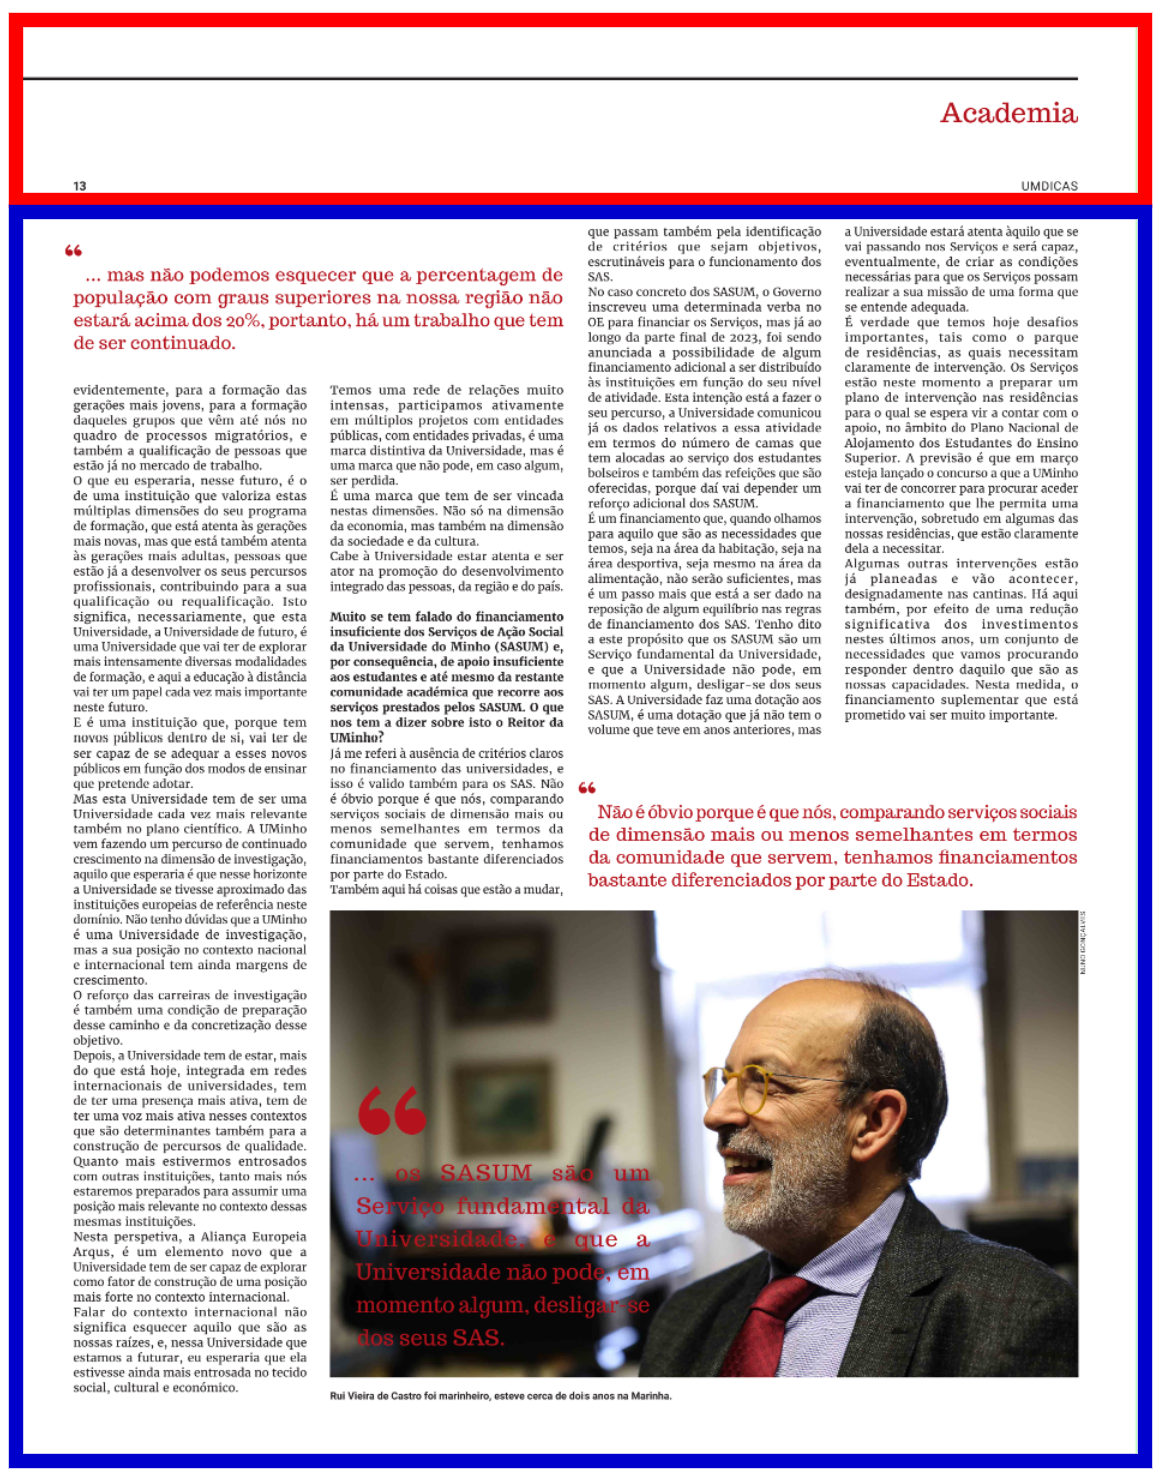 Academia
13
UMDICAS
“
... mas não podemos esquecer que a percentagem de
população com graus superiores na nossa região não
estará acima dos 20%, portanto, há um trabalho que tem
de ser continuado.
evidentemente, para a formação das
gerações mais jovens, para a formação
daqueles grupos que vêm até nós no
quadro de processos migratórios, e
também a qualificação de pessoas que
estão já no mercado de trabalho.
O que eu esperaria, nesse futuro, é o
de uma instituição que valoriza estas
múltiplas dimensões do seu programa
de formação, que está atenta às gerações
mais novas, mas que está também atenta
às gerações mais adultas, pessoas que
estão já a desenvolver os seus percursos
profissionais, contribuindo para a sua
qualificação ou requalificação. Isto
significa, necessariamente, que esta
Universidade, a Universidade de futuro, é
uma Universidade que vai ter de explorar
mais intensamente diversas modalidades
de formação, e aqui a educação à distância
vai ter um papel cada vez mais importante
neste futuro.
E é uma instituição que, porque tem
novos públicos dentro de si, vai ter de
ser capaz de se adequar a esses novos
públicos em função dos modos de ensinar
que pretende adotar.
Mas esta Universidade tem de ser uma
Universidade cada vez mais relevante
também no plano científico. A UMinho
vem fazendo um percurso de continuado
crescimento na dimensão de investigação,
aquilo que esperaria é que nesse horizonte
a Universidade se tivesse aproximado das
instituições europeias de referência neste
domínio. Não tenho dúvidas que a UMinho
é uma Universidade de investigação,
mas a sua posição no contexto nacional
e internacional tem ainda margens de
crescimento.
O reforço das carreiras de investigação
é também uma condição de preparação
desse caminho e da concretização desse
objetivo.
Depois, a Universidade tem de estar, mais
do que está hoje, integrada em redes
internacionais de universidades, tem
de ter uma presença mais ativa, tem de
ter uma voz mais ativa nesses contextos
que são determinantes também para a
construção de percursos de qualidade.
Quanto mais estivermos entrosados
com outras instituições, tanto mais nós
estaremos preparados para assumir uma
posição mais relevante no contexto dessas
mesmas instituições.
Nesta perspetiva, a Aliança Europeia
Arqus, é um elemento novo que a
Universidade tem de ser capaz de explorar
como fator de construção de uma posição
mais forte no contexto internacional.
Falar do contexto internacional não
significa esquecer aquilo que são as
nossas raízes, e, nessa Universidade que
estamos a futurar, eu esperaria que ela
estivesse ainda mais entrosada no tecido
social, cultural e económico.
Temos uma rede de relações muito
intensas, participamos ativamente
em múltiplos projetos com entidades
públicas, com entidades privadas, é uma
marca distintiva da Universidade, mas é
uma marca que não pode, em caso algum,
ser perdida.
É uma marca que tem de ser vincada
nestas dimensões. Não só na dimensão
da economia, mas também na dimensão
da sociedade e da cultura.
Cabe à Universidade estar atenta e ser
ator na promoção do desenvolvimento
integrado das pessoas, da região e do país.
Muito se tem falado do financiamento
insuficiente dos Serviços de Ação Social
da Universidade do Minho (SASUM) e,
por consequência, de apoio insuficiente
aos estudantes e até mesmo da restante
comunidade académica que recorre aos
serviços prestados pelos SASUM. O que
nos tem a dizer sobre isto o Reitor da
UMinho?
Já me referi à ausência de critérios claros
no financiamento das universidades, e
isso é valido também para os SAS. Não
é óbvio porque é que nós, comparando
serviços sociais de dimensão mais ou
menos semelhantes em termos da
comunidade que servem, tenhamos
financiamentos bastante diferenciados
por parte do Estado.
Também aqui há coisas que estão a mudar,
que passam também pela identificação
de critérios que sejam objetivos,
escrutináveis para o funcionamento dos
SAS.
No caso concreto dos SASUM, o Governo
inscreveu uma determinada verba no
OE para financiar os Serviços, mas já ao
longo da parte final de 2023, foi sendo
anunciada a possibilidade de algum
financiamento adicional a ser distribuído
às instituições em função do seu nível
de atividade. Esta intenção está a fazer o
seu percurso, a Universidade comunicou
já os dados relativos a essa atividade
em termos do número de camas que
tem alocadas ao serviço dos estudantes
bolseiros e também das refeições que são
oferecidas, porque daí vai depender um
reforço adicional dos SASUM.
É um financiamento que, quando olhamos
para aquilo que são as necessidades que
temos, seja na área da habitação, seja na
área desportiva, seja mesmo na área da
alimentação, não serão suficientes, mas
é um passo mais que está a ser dado na
reposição de algum equilíbrio nas regras
de financiamento dos SAS. Tenho dito
a este propósito que os SASUM são um
Serviço fundamental da Universidade,
e que a Universidade não pode, em
momento algum, desligar-se dos seus
SAS. A Universidade faz uma dotação aos
SASUM, é uma dotação que já não tem o
volume que teve em anos anteriores, mas
a Universidade estará atenta àquilo que se
vai passando nos Serviços e será capaz,
eventualmente, de criar as condições
necessárias para que os Serviços possam
realizar a sua missão de uma forma que
se entende adequada.
É verdade que temos hoje desafios
importantes, tais como o parque
de residências, as quais necessitam
claramente de intervenção. Os Serviços
estão neste momento a preparar um
plano de intervenção nas residências
para o qual se espera vir a contar com o
apoio, no âmbito do Plano Nacional de
Alojamento dos Estudantes do Ensino
Superior. A previsão é que em março
esteja lançado o concurso a que a UMinho
vai ter de concorrer para procurar aceder
a financiamento que lhe permita uma
intervenção, sobretudo em algumas das
nossas residências, que estão claramente
dela a necessitar.
Algumas outras intervenções estão
já planeadas e vão acontecer,
designadamente nas cantinas. Há aqui
também, por efeito de uma redução
significativa dos investimentos
nestes últimos anos, um conjunto de
necessidades que vamos procurando
responder dentro daquilo que são as
nossas capacidades. Nesta medida, o
financiamento suplementar que está
prometido vai ser muito importante.
“
Não é óbvio porque é que nós, comparando serviços sociais
de dimensão mais ou menos semelhantes em termos
da comunidade que servem, tenhamos financiamentos
bastante diferenciados por parte do Estado.
NUNO GONÇALVES
“
... os SASUM são um
Serviço fundamental da
Universidade, e que a
Universidade não pode, em
momento algum, desligar-se
dos seus SAS.
Rui Vieira de Castro foi marinheiro, esteve cerca de dois anos na Marinha.